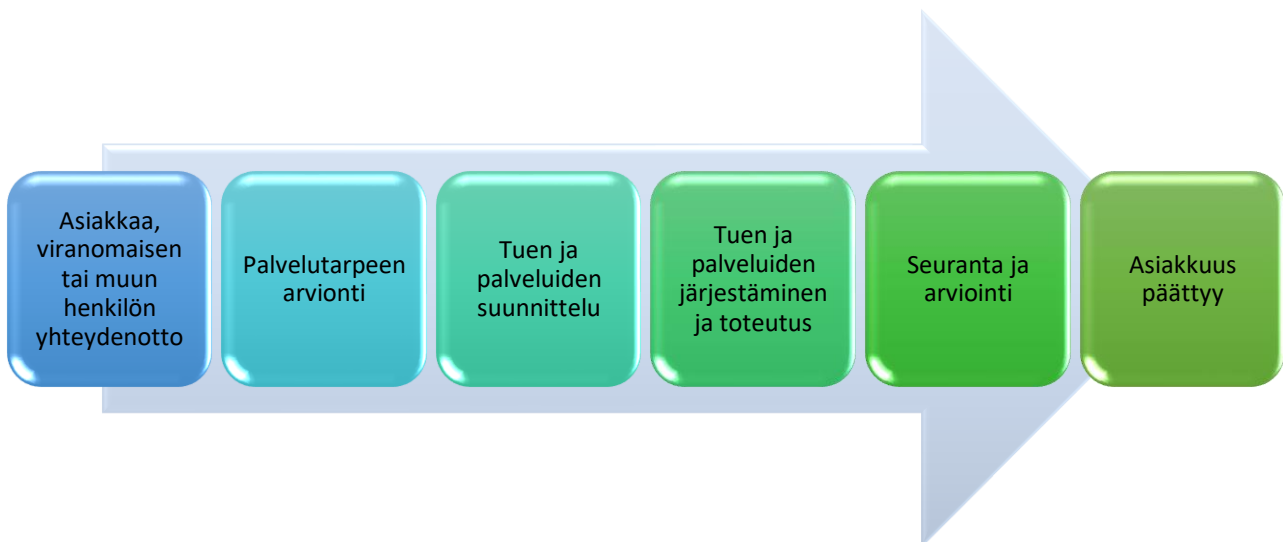 Asiakkaa,
viranomaisen
tai muun
henkilön
yhteydenotto
Palvelutarpeen
arvionti
Tuen ja
palveluiden
suunnittelu
Tuen ja
palveluiden
järjestäminen
ja toteutus
Seuranta ja
arviointi
Asiakkuus
päättyy